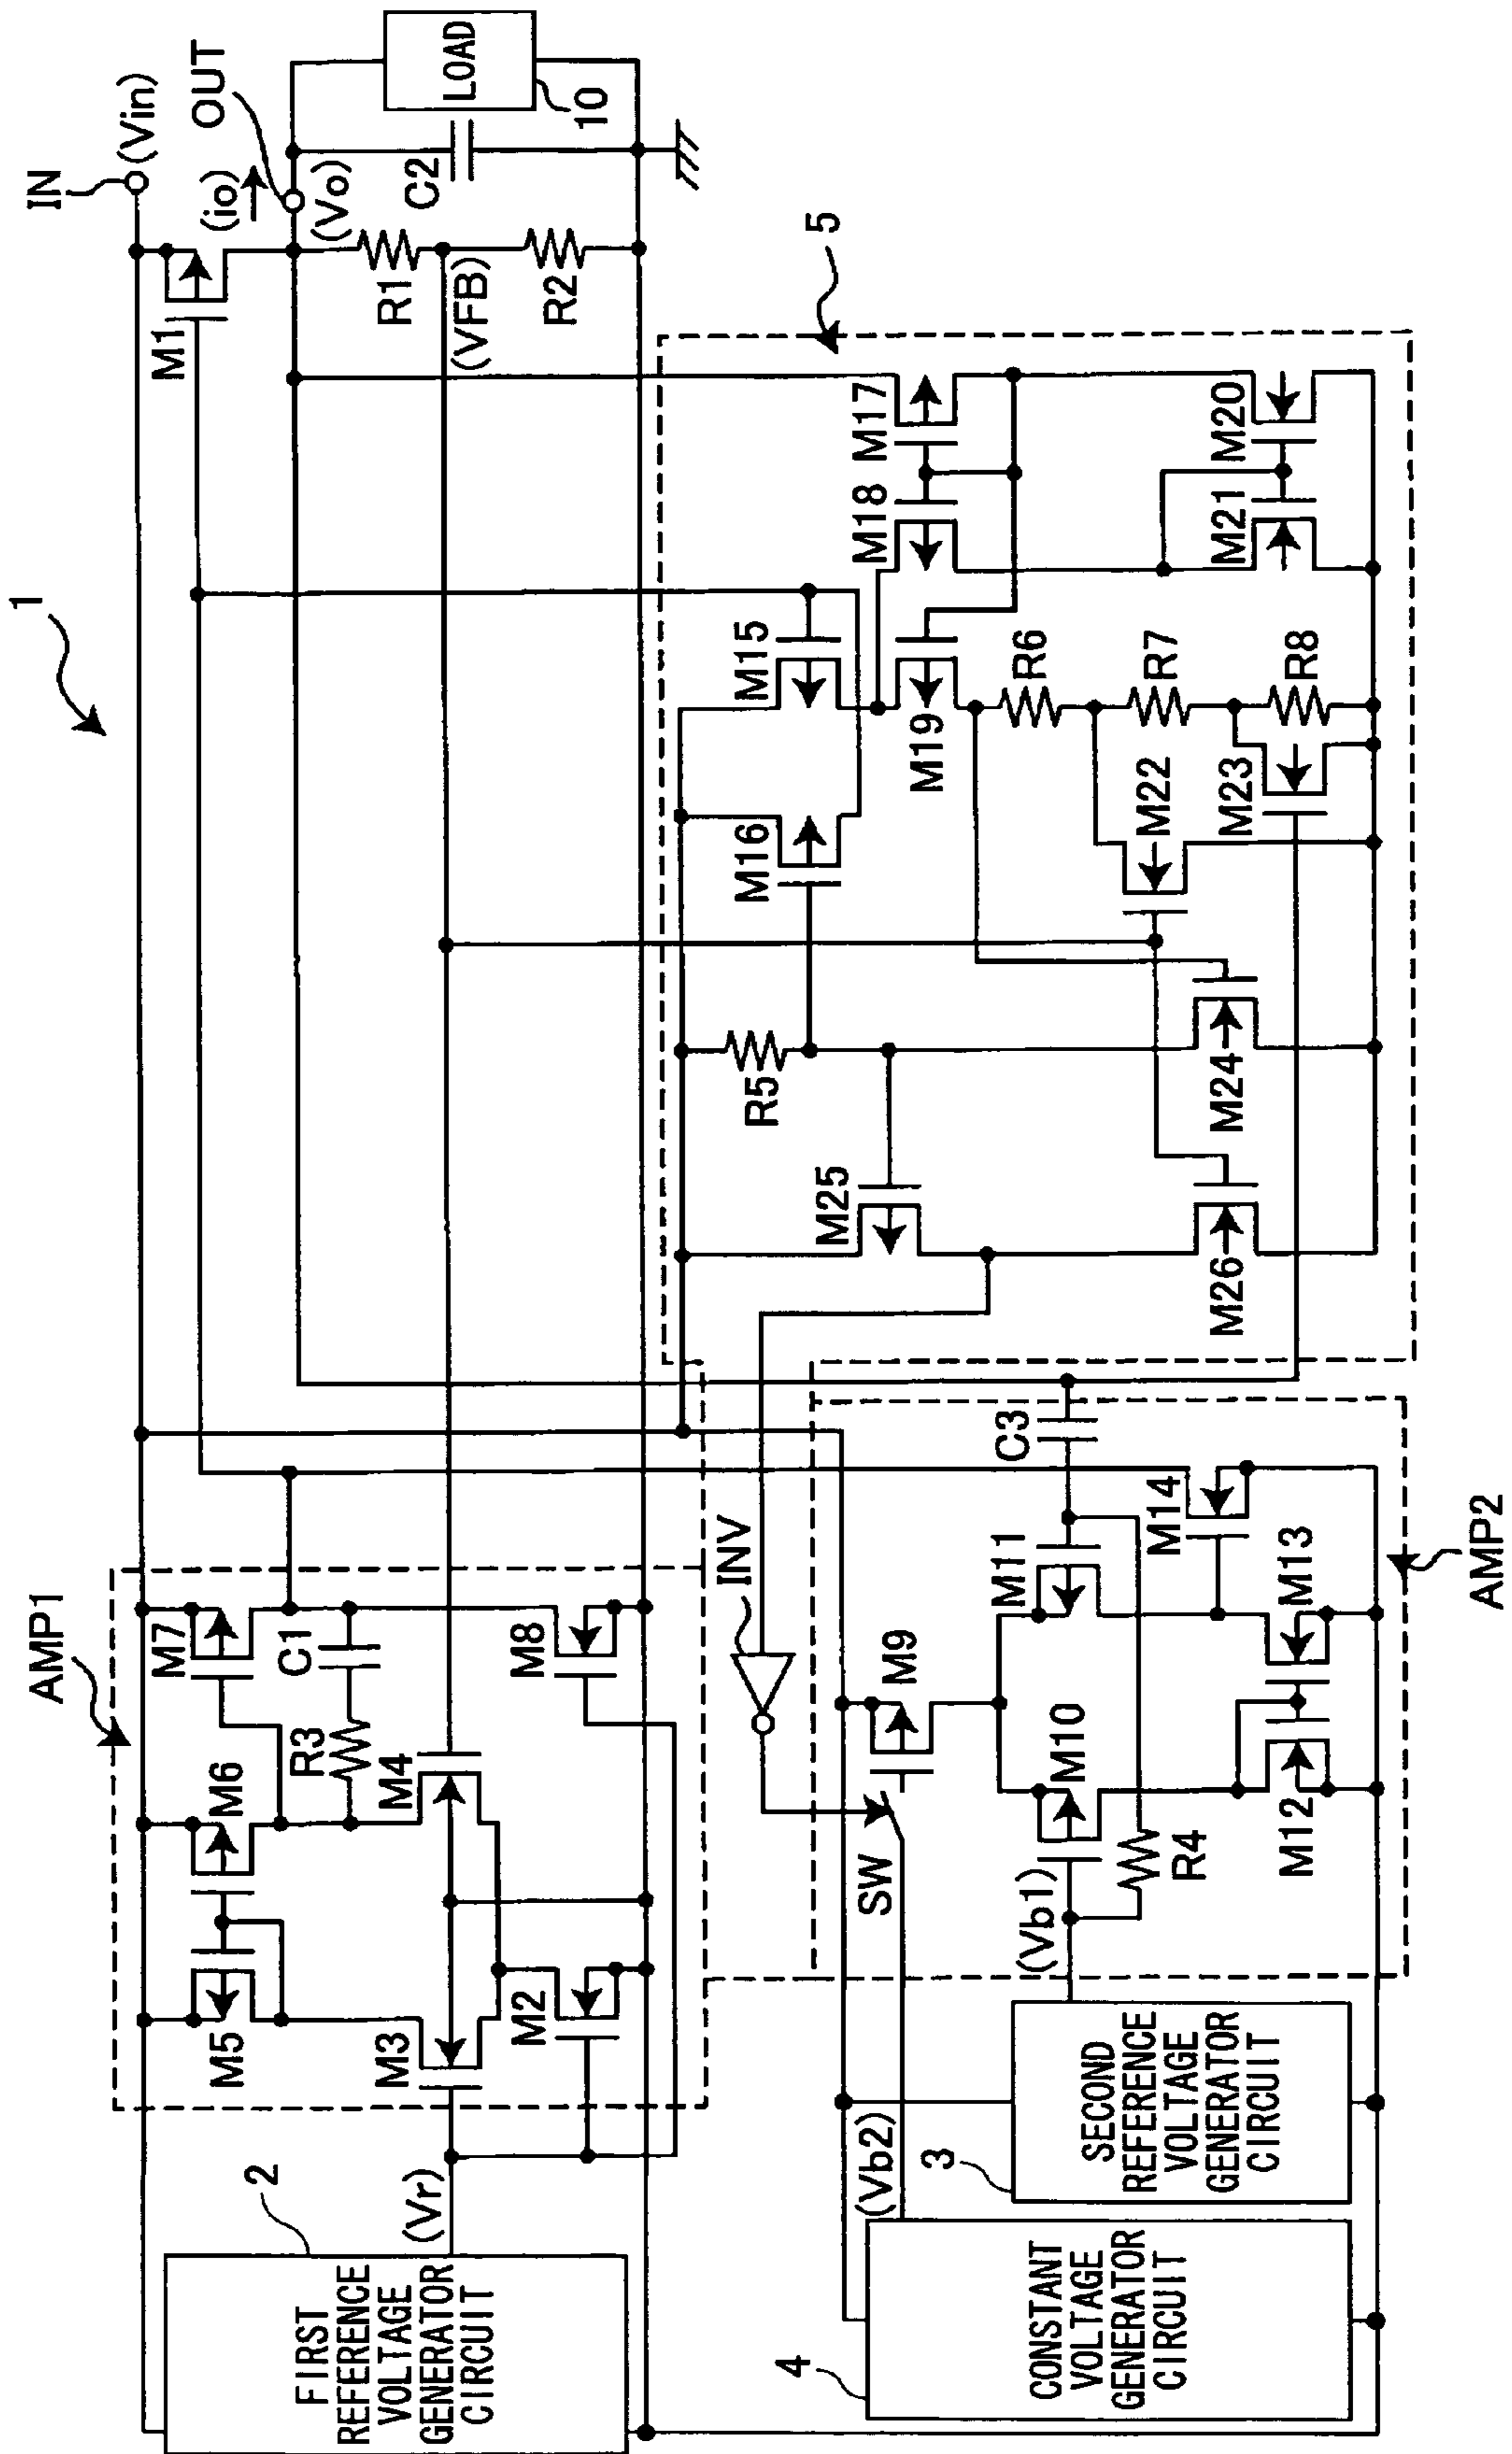 1
IN
(Vin)
OUT
(io)
(Vo)
M1
R1
(VFB)
R2
C2
LOAD
10
AMP1
M5
M6
M7
R3
C1
M3
M4
M2
M8
2
(Vr)
FIRST
REFERENCE
VOLTAGE
GENERATOR
CIRCUIT
INV
5
M15
M16
M17
M18
M19
R5
R6
R7
R8
M20
M21
M22
M23
M24
M25
M26
AMP2
SW
M9
M10
M11
C3
M14
M12
M13
R4
(Vb1)
(Vb2)
3
SECOND
REFERENCE
VOLTAGE
GENERATOR
CIRCUIT
4
CONSTANT
VOLTAGE
GENERATOR
CIRCUIT